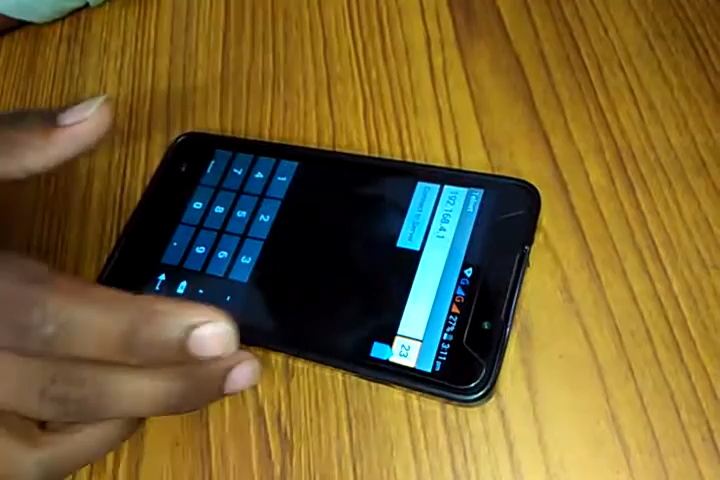 G G 27% 3:11
Telnet
192.168.4.1 23
Connect to Server
1 2 3
4 5 6
7 8 9
0 .